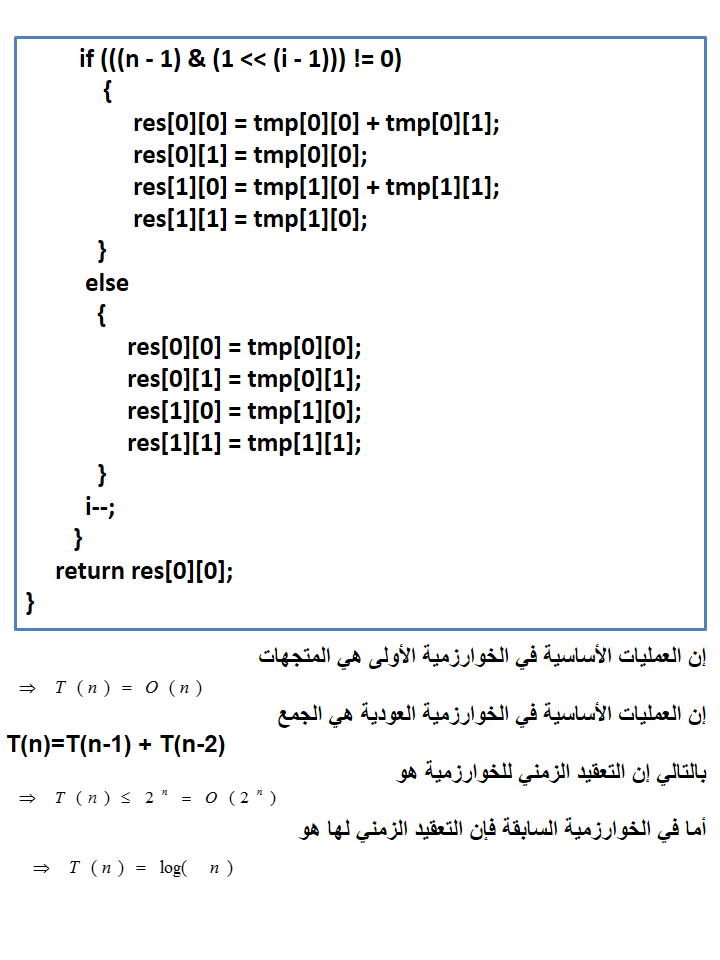 if (((n - 1) & (1 << (i - 1))) != 0)
{
res[0][0] = tmp[0][0] + tmp[0][1];
res[0][1] = tmp[0][0];
res[1][0] = tmp[1][0] + tmp[1][1];
res[1][1] = tmp[1][0];
}
else
{
res[0][0] = tmp[0][0];
res[0][1] = tmp[0][1];
res[1][0] = tmp[1][0];
res[1][1] = tmp[1][1];
}
i--;
}
return res[0][0];
}
إن العمليات الأساسية في الخوارزمية الأولى هي المتجهات
⇒ T ( n ) = O ( n )
إن العمليات الأساسية في الخوارزمية العودية هي الجمع
T(n)=T(n-1) + T(n-2)
بالتالي إن التعقيد الزمني للخوارزمية هو
⇒ T ( n ) ≤ 2 ⁿ = O ( 2 ⁿ )
أما في الخوارزمية السابقة فإن التعقيد الزمني لها هو
⇒ T ( n ) = log( n )